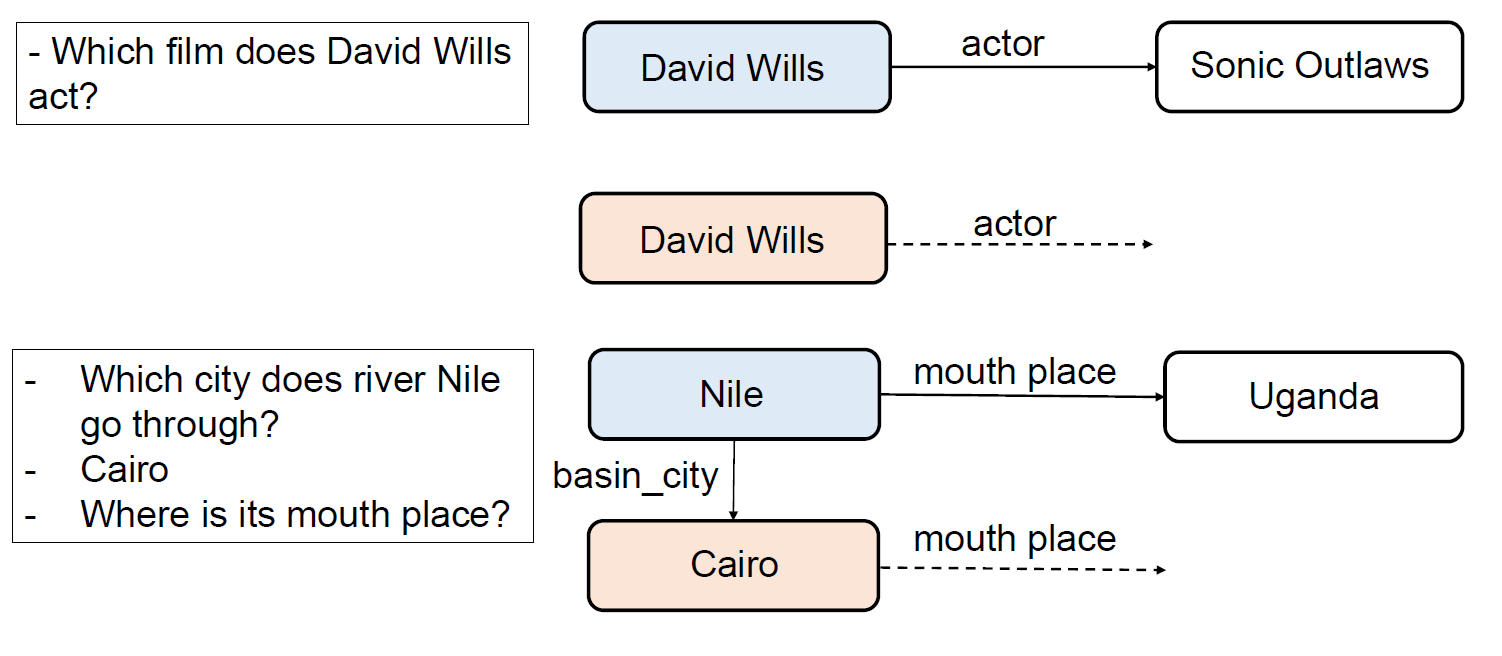 - Which film does David Wills
act?
David Wills
actor
Sonic Outlaws
David Wills
actor
- Which city does river Nile
go through?
- Cairo
- Where is its mouth place?
Nile
mouth place
Uganda
basin_city
Cairo
mouth place